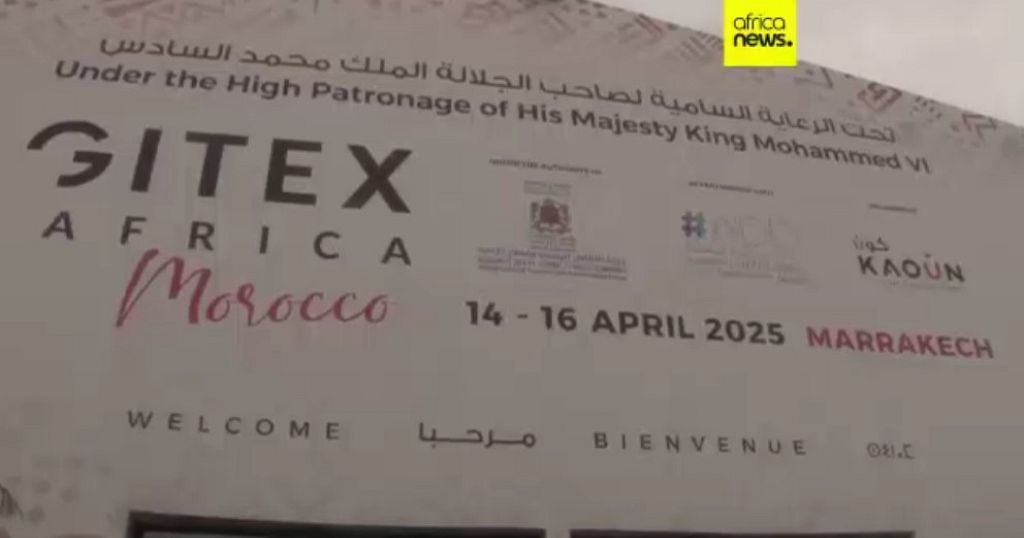 africa
news.
تحت الرعاية السامية لصاحب الجلالة الملك محمد السادس
Under the High Patronage of His Majesty King Mohammed VI
GITEX
AFRICA
Morocco
#
كون
KAOUN
14 - 16 APRIL 2025 MARRAKECH
WELCOME مرحبا BIENVENUE